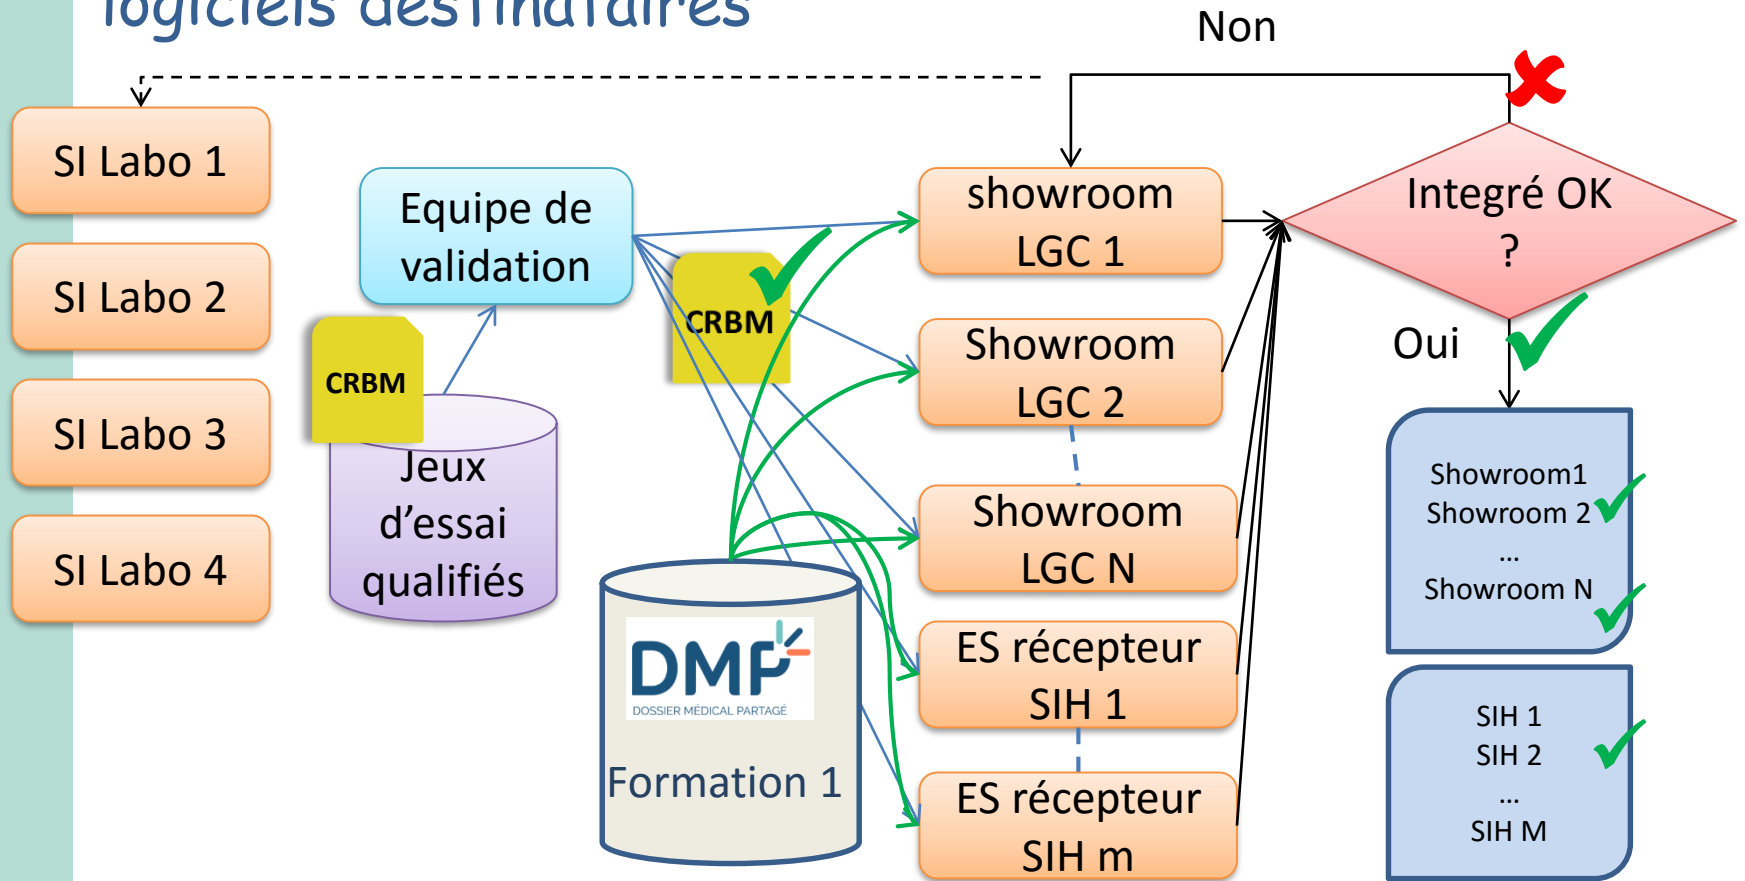 logiciels destinataires
Non
SI Labo 1
SI Labo 2
SI Labo 3
SI Labo 4
Equipe de
validation
CRBM
Jeux
d’essai
qualifiés
CRBM
DMP
DOSSIER MÉDICAL PARTAGÉ
Formation 1
showroom
LGC 1
Showroom
LGC 2
Showroom
LGC N
ES récepteur
SIH 1
ES récepteur
SIH m
Integré OK
?
Oui
Showroom1
Showroom 2
...
Showroom N
SIH 1
SIH 2
...
SIH M